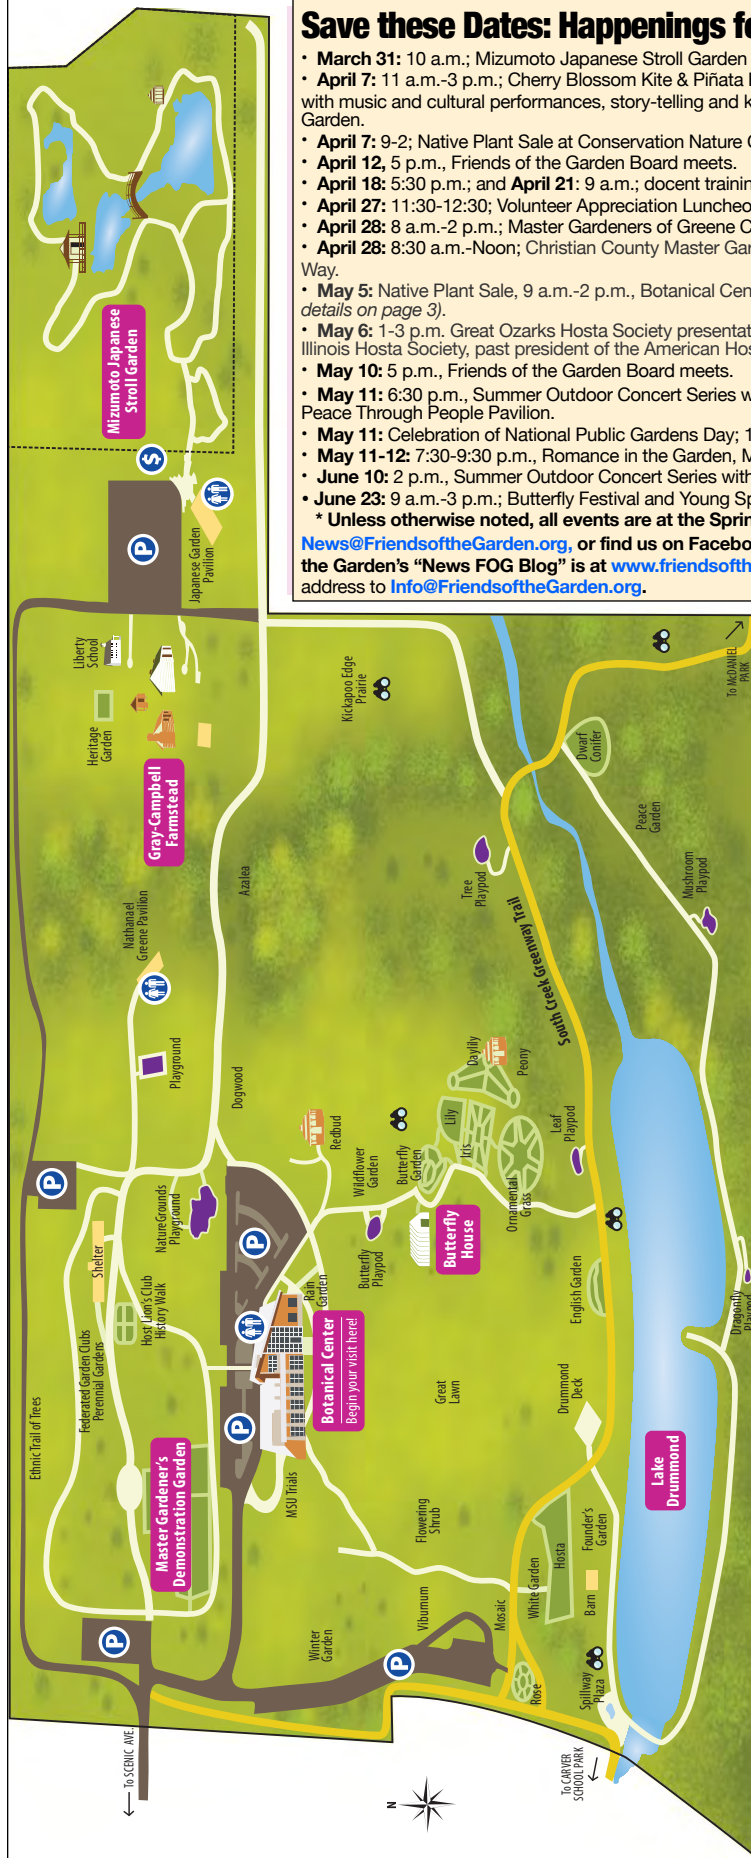 Save these Dates: Happenings fo
• March 31: 10 a.m.; Mizumoto Japanese Stroll Garden
• April 7: 11 a.m.-3 p.m.; Cherry Blossom Kite & Piñata
with music and cultural performances, story-telling and k
Garden.
• April 7: 9-2; Native Plant Sale at Conservation Nature
• April 12, 5 p.m., Friends of the Garden Board meets.
• April 18: 5:30 p.m.; and April 21: 9 a.m.; docent trainin
• April 27: 11:30-12:30; Volunteer Appreciation Luncheo
• April 28: 8 a.m.-2 p.m.; Master Gardeners of Greene C
• April 28: 8:30 a.m.-Noon; Christian County Master Gar
Way.
• May 5: Native Plant Sale, 9 a.m.-2 p.m., Botanical Cen
details on page 3).
• May 6: 1-3 p.m. Great Ozarks Hosta Society presentat
Illinois Hosta Society, past president of the American Hos
• May 10: 5 p.m., Friends of the Garden Board meets.
• May 11: 6:30 p.m., Summer Outdoor Concert Series w
Peace Through People Pavilion.
• May 11: Celebration of National Public Gardens Day; 1
• May 11-12: 7:30-9:30 p.m., Romance in the Garden, M
• June 10: 2 p.m., Summer Outdoor Concert Series with
• June 23: 9 a.m.-3 p.m.; Butterfly Festival and Young Sp
* Unless otherwise noted, all events are at the Sprin
News@FriendsoftheGarden.org, or find us on Facebo
the Garden's “News FOG Blog” is at www.friendsofth
address to Info@FriendsoftheGarden.org.
Mizumoto Japanese
Stroll Garden
$
P
Japanese Garden
Pavilion
Liberty
School
Heritage
Garden
Gray-Campbell
Farmstead
Kickapoo Edge
Prairie
To McDANIEL
PARK
Dwarf
Conifer
Peace
Garden
Mushroom
Playpod
Tree
Playpod
Azalea
Nathanael
Greene Pavilion
South Creek Greenway Trail
Playground
Dogwood
Daylily
Peony
Redbud
Lily
Iris
Leaf
Playpod
Wildflower
Garden
Butterfly
Garden
Ornamental
Grass
P
NatureGrounds
Playground
P
Butterfly
House
Butterfly
Playpod
Shelter
Host Lion's Club
History Walk
Rain
Garden
English Garden
Dragonfly
Playpod
Federated Garden Clubs
Perennial Gardens
Ethnic Trail of Trees
Botanical Center
Begin your visit here!
Great
Lawn
Drummond
Deck
P
Master Gardener's
Demonstration Garden
MSU Trials
Lake
Drummond
Flowering
Shrub
Founder's
Garden
Hosta
White Garden
Barn
Viburnum
Mosaic
Winter
Garden
P
P
Rose
Spillway
Plaza
To SCENIC AVE.
To CARVER
SCHOOL PARK
N